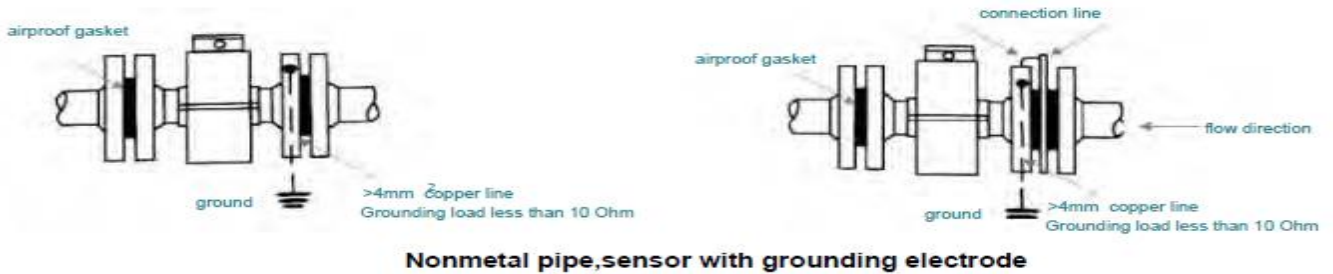 airproof gasket
ground
>4mm² copper line
Grounding load less than 10 Ohm
connection line
airproof gasket
flow direction
ground
>4mm copper line
Grounding load less than 10 Ohm
Nonmetal pipe,sensor with grounding electrode